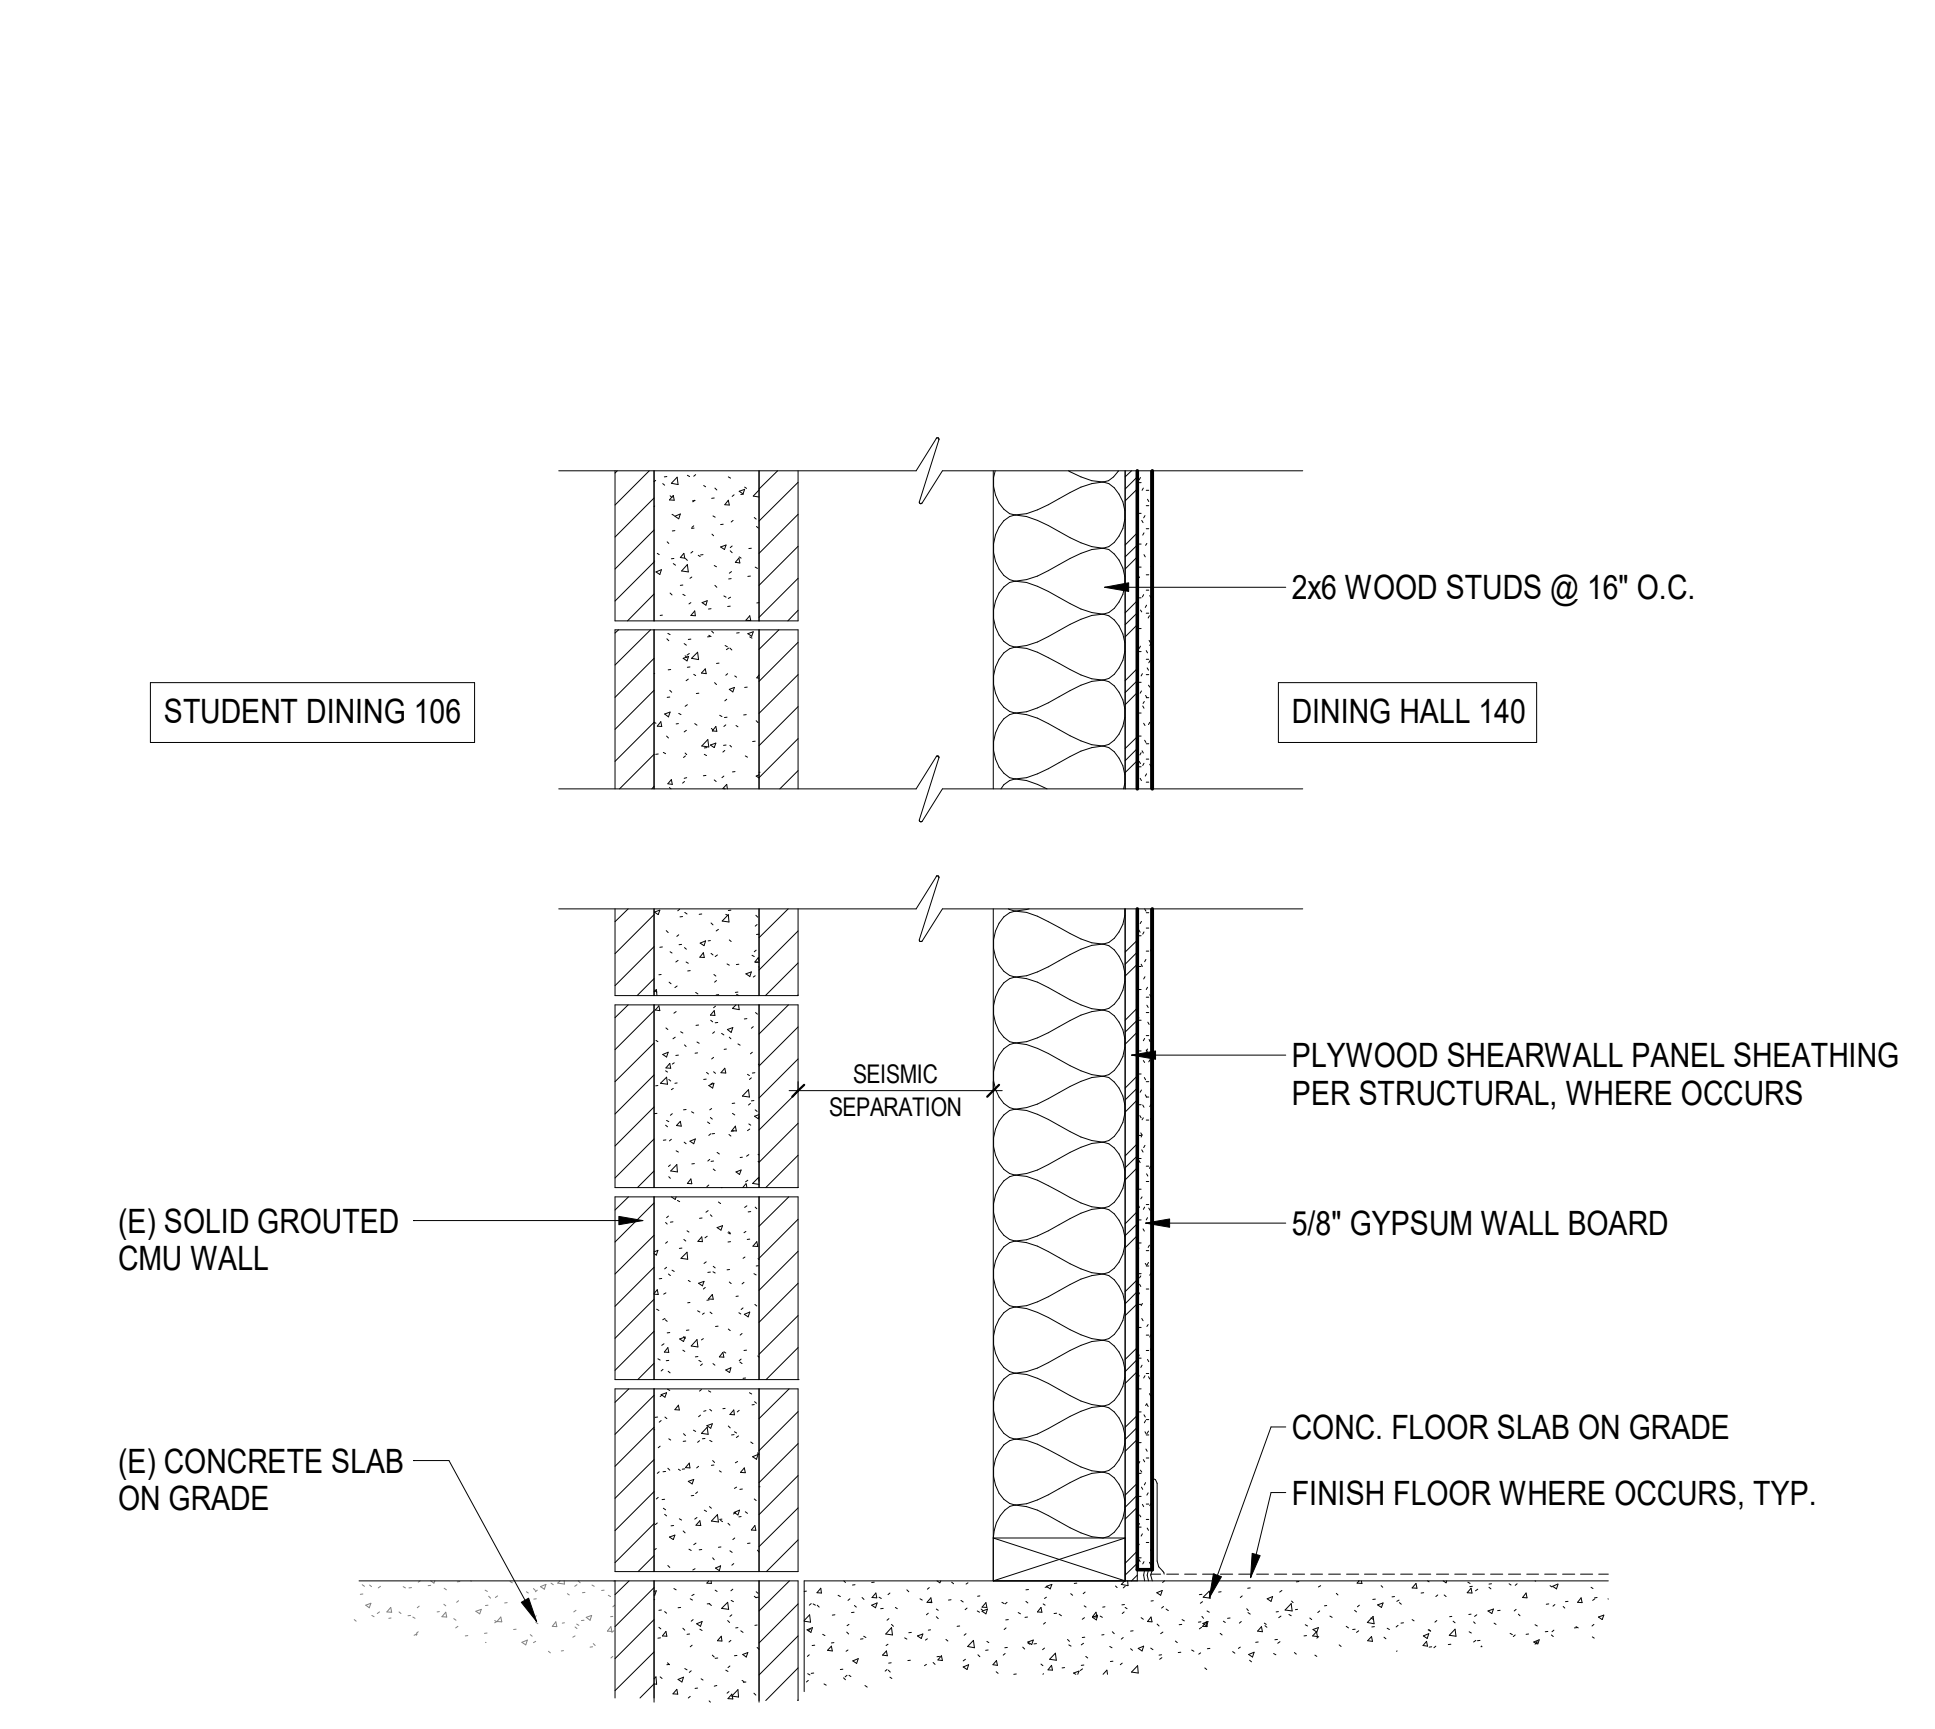 2x6 WOOD STUDS @ 16" O.C.
STUDENT DINING 106
DINING HALL 140
SEISMIC
SEPARATION
PLYWOOD SHEARWALL PANEL SHEATHING
PER STRUCTURAL, WHERE OCCURS
(E) SOLID GROUTED
CMU WALL
5/8" GYPSUM WALL BOARD
(E) CONCRETE SLAB
ON GRADE
CONC. FLOOR SLAB ON GRADE
FINISH FLOOR WHERE OCCURS, TYP.